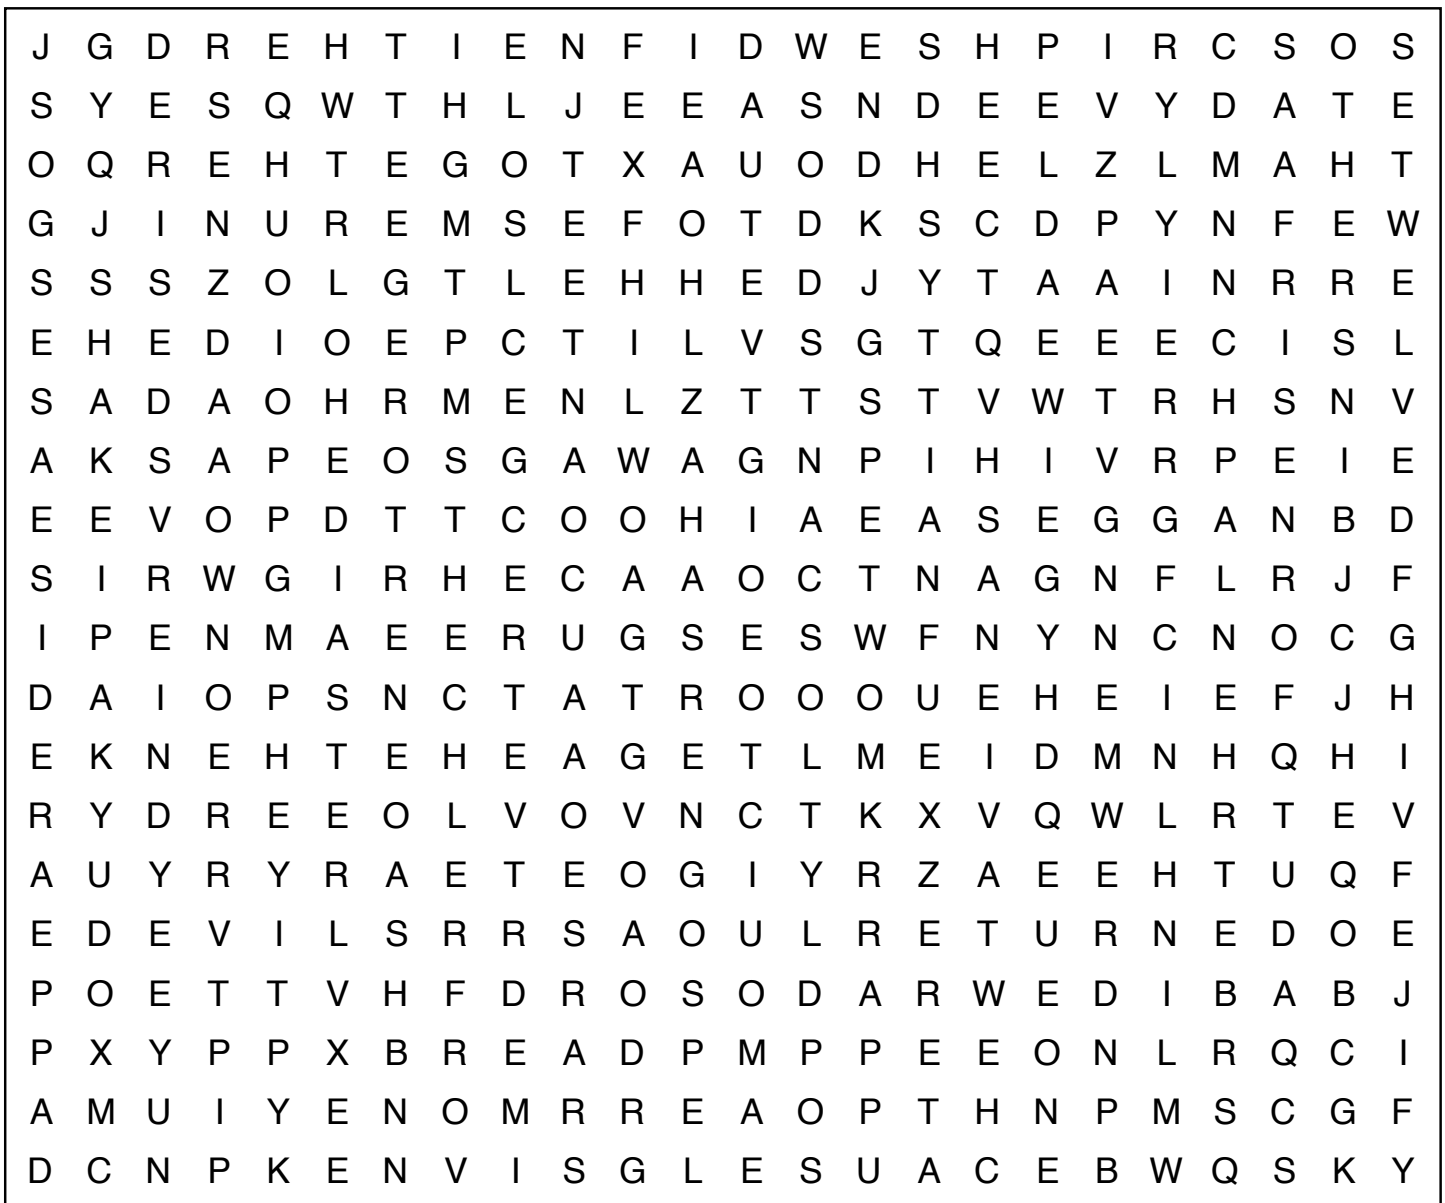 J G D R E H T I E N F I D W E S H P I R C S O S
S Y E S Q W T H L J E E A S N D E E V Y D A T E
O Q R E H T E G O T X A U O D H E L Z L M A H T
G J I N U R E M S E F O T D K S C D P Y N F E W
S S S Z O L G T L E H H E D J Y T A A I N R R E
E H E D I O E P C T I L V S G T Q E E E C I S L
S A D A O H R M E N L Z T T S T V W T R H S N V
A K S A P E O S G A W A G N P I H I V R P E I E
E E V O P D T T C O O H I A E A S E G G A N B D
S I R W G I R H E C A A O C T N A G N F L R J F
I P E N M A E E R U G S E S W F N Y N C N O C G
D A I O P S N C T A T R O O O U E H E I E F J H
E K N E H T E H E A G E T L M E I D M N H Q H I
R Y D R E E O L V O V N C T K X V Q W L R T E V
A U Y R Y R A E T E O G I Y R Z A E E H T U Q F
E D E V I L S R R S A O U L R E T U R N E D O E
P O E T T V H F D R O S O D A R W E D I B A B J
P X Y P P X B R E A D P M P P E E O N L R Q C I
A M U I Y E N O M R R E A O P T H N P M S C G F
D C N P K E N V I S G L E S U A C E B W Q S K Y